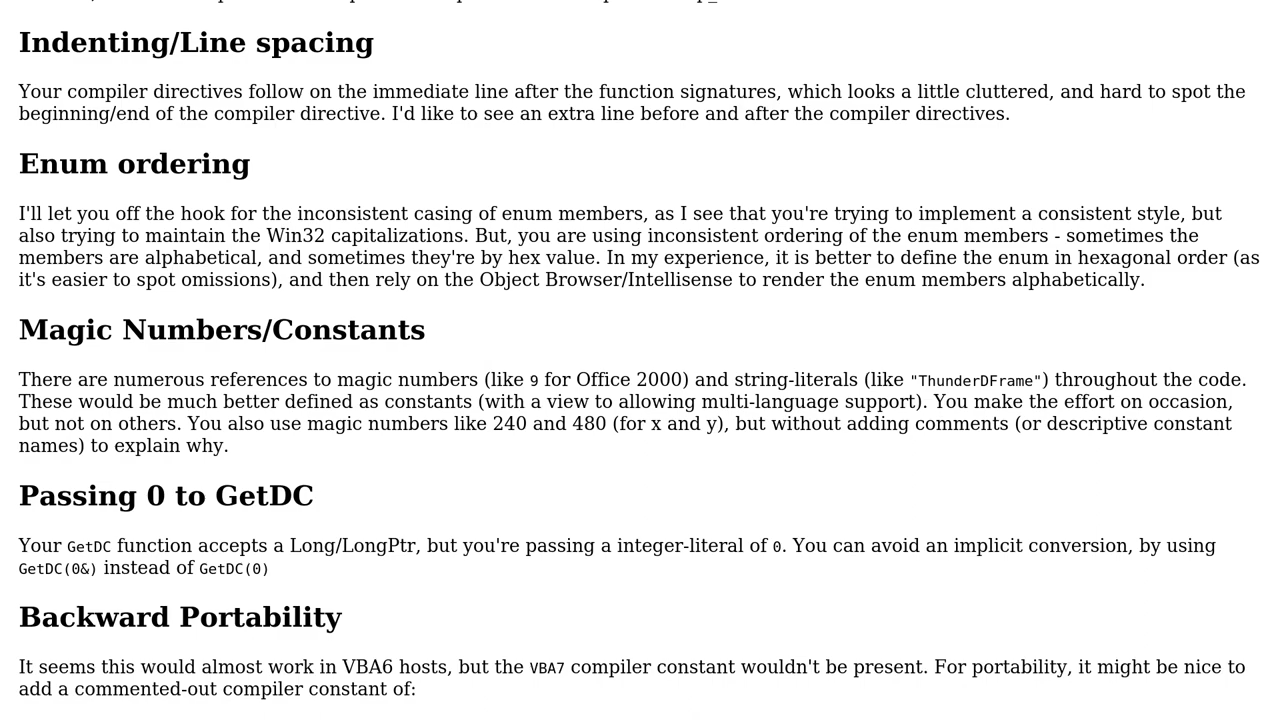 Indenting/Line spacing
Your compiler directives follow on the immediate line after the function signatures, which looks a little cluttered, and hard to spot the
beginning/end of the compiler directive. I'd like to see an extra line before and after the compiler directives.
Enum ordering
I'll let you off the hook for the inconsistent casing of enum members, as I see that you're trying to implement a consistent style, but
also trying to maintain the Win32 capitalizations. But, you are using inconsistent ordering of the enum members - sometimes the
members are alphabetical, and sometimes they're by hex value. In my experience, it is better to define the enum in hexagonal order (as
it's easier to spot omissions), and then rely on the Object Browser/Intellisense to render the enum members alphabetically.
Magic Numbers/Constants
There are numerous references to magic numbers (like 9 for Office 2000) and string-literals (like "ThunderDFrame") throughout the code.
These would be much better defined as constants (with a view to allowing multi-language support). You make the effort on occasion,
but not on others. You also use magic numbers like 240 and 480 (for x and y), but without adding comments (or descriptive constant
names) to explain why.
Passing 0 to GetDC
Your GetDC function accepts a Long/LongPtr, but you're passing a integer-literal of 0. You can avoid an implicit conversion, by using
GetDC(0&) instead of GetDC(0)
Backward Portability
It seems this would almost work in VBA6 hosts, but the VBA7 compiler constant wouldn't be present. For portability, it might be nice to
add a commented-out compiler constant of: